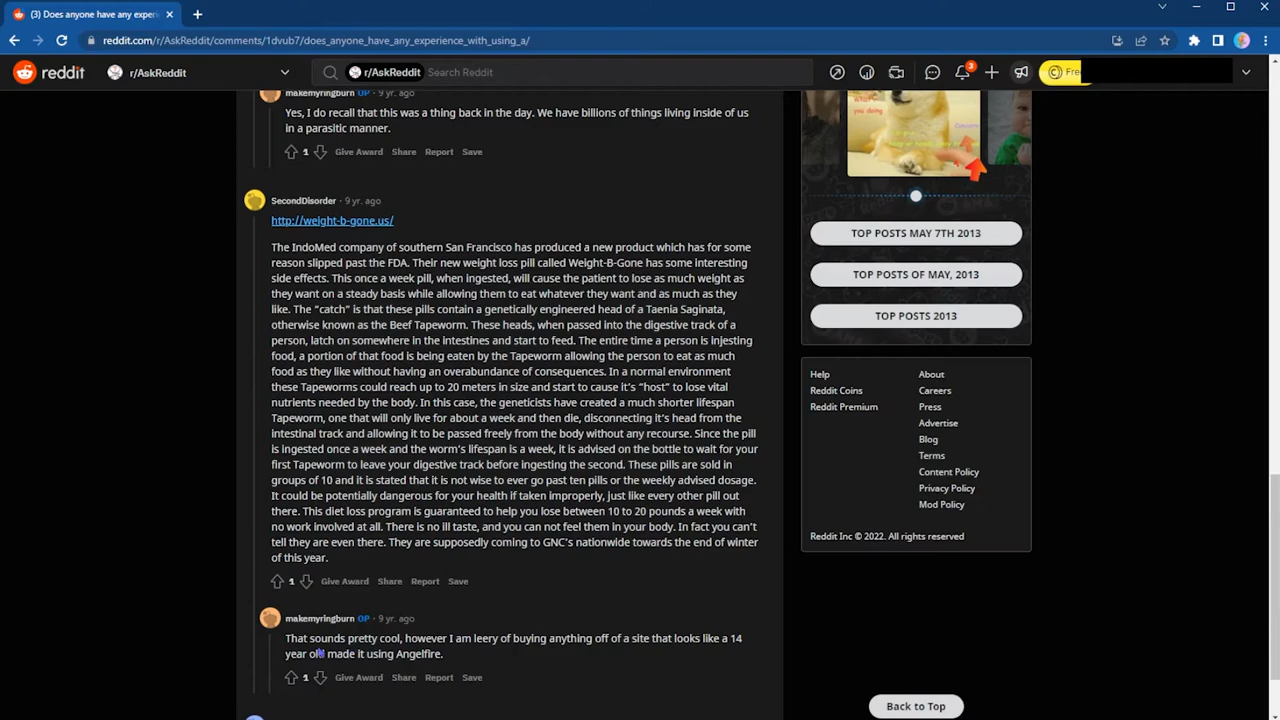 (3) Does anyone have any experi
reddit.com/r/AskReddit/comments/1dvub7/does_anyone_have_any_experience_with_using_a/
reddit
r/AskReddit
r/AskReddit Search Reddit
3
Fre
makemyringburn OP · 9 yr. ago
Yes, I do recall that this was a thing back in the day. We have billions of things living inside of us
in a parasitic manner.
1 Give Award Share Report Save
SecondDisorder 9 yr. ago
http://weight-b-gone.us/
The IndoMed company of southern San Francisco has produced a new product which has for some
reason slipped past the FDA. Their new weight loss pill called Weight-B-Gone has some interesting
side effects. This once a week pill, when ingested, will cause the patient to lose as much weight as
they want on a steady basis while allowing them to eat whatever they want and as much as they
like. The “catch” is that these pills contain a genetically engineered head of a Taenia Saginata,
otherwise known as the Beef Tapeworm. These heads, when passed into the digestive track of a
person, latch on somewhere in the intestines and start to feed. The entire time a person is injesting
food, a portion of that food is being eaten by the Tapeworm allowing the person to eat as much
food as they like without having an overabundance of consequences. In a normal environment
these Tapeworms could reach up to 20 meters in size and start to cause it’s “host” to lose vital
nutrients needed by the body. In this case, the geneticists have created a much shorter lifespan
Tapeworm, one that will only live for about a week and then die, disconnecting it’s head from the
intestinal track and allowing it to be passed freely from the body without any recourse. Since the pill
is ingested once a week and the worm’s lifespan is a week, it is advised on the bottle to wait for your
first Tapeworm to leave your digestive track before ingesting the second. These pills are sold in
groups of 10 and it is stated that it is not wise to ever go past ten pills or the weekly advised dosage.
It could be potentially dangerous for your health if taken improperly, just like every other pill out
there. This diet loss program is guaranteed to help you lose between 10 to 20 pounds a week with
no work involved at all. There is no ill taste, and you can not feel them in your body. In fact you can’t
tell they are even there. They are supposedly coming to GNC’s nationwide towards the end of winter
of this year.
1 Give Award Share Report Save
makemyringburn OP · 9 yr. ago
That sounds pretty cool, however I am leery of buying anything off of a site that looks like a 14
year old made it using Angelfire.
1 Give Award Share Report Save
you doing
TOP POSTS MAY 7TH 2013
TOP POSTS OF MAY, 2013
TOP POSTS 2013
Help About
Reddit Coins Careers
Reddit Premium Press
Advertise
Blog
Terms
Content Policy
Privacy Policy
Mod Policy
Reddit Inc © 2022. All rights reserved
Back to Top